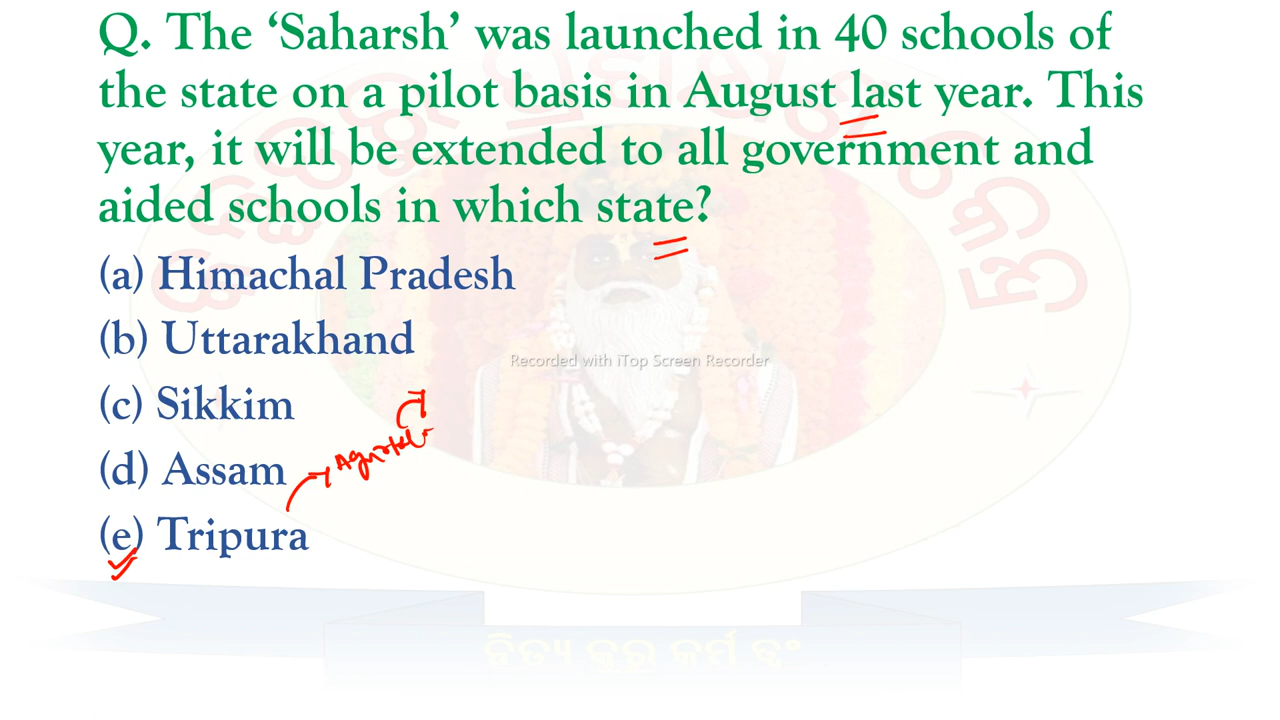 Q. The ‘Saharsh’ was launched in 40 schools of
the state on a pilot basis in August last year. This
year, it will be extended to all government and
aided schools in which state?
(a) Himachal Pradesh
(b) Uttarakhand
Recorded with iTop Screen Recorder
(c) Sikkim
(d) Assam
(e) Tripura